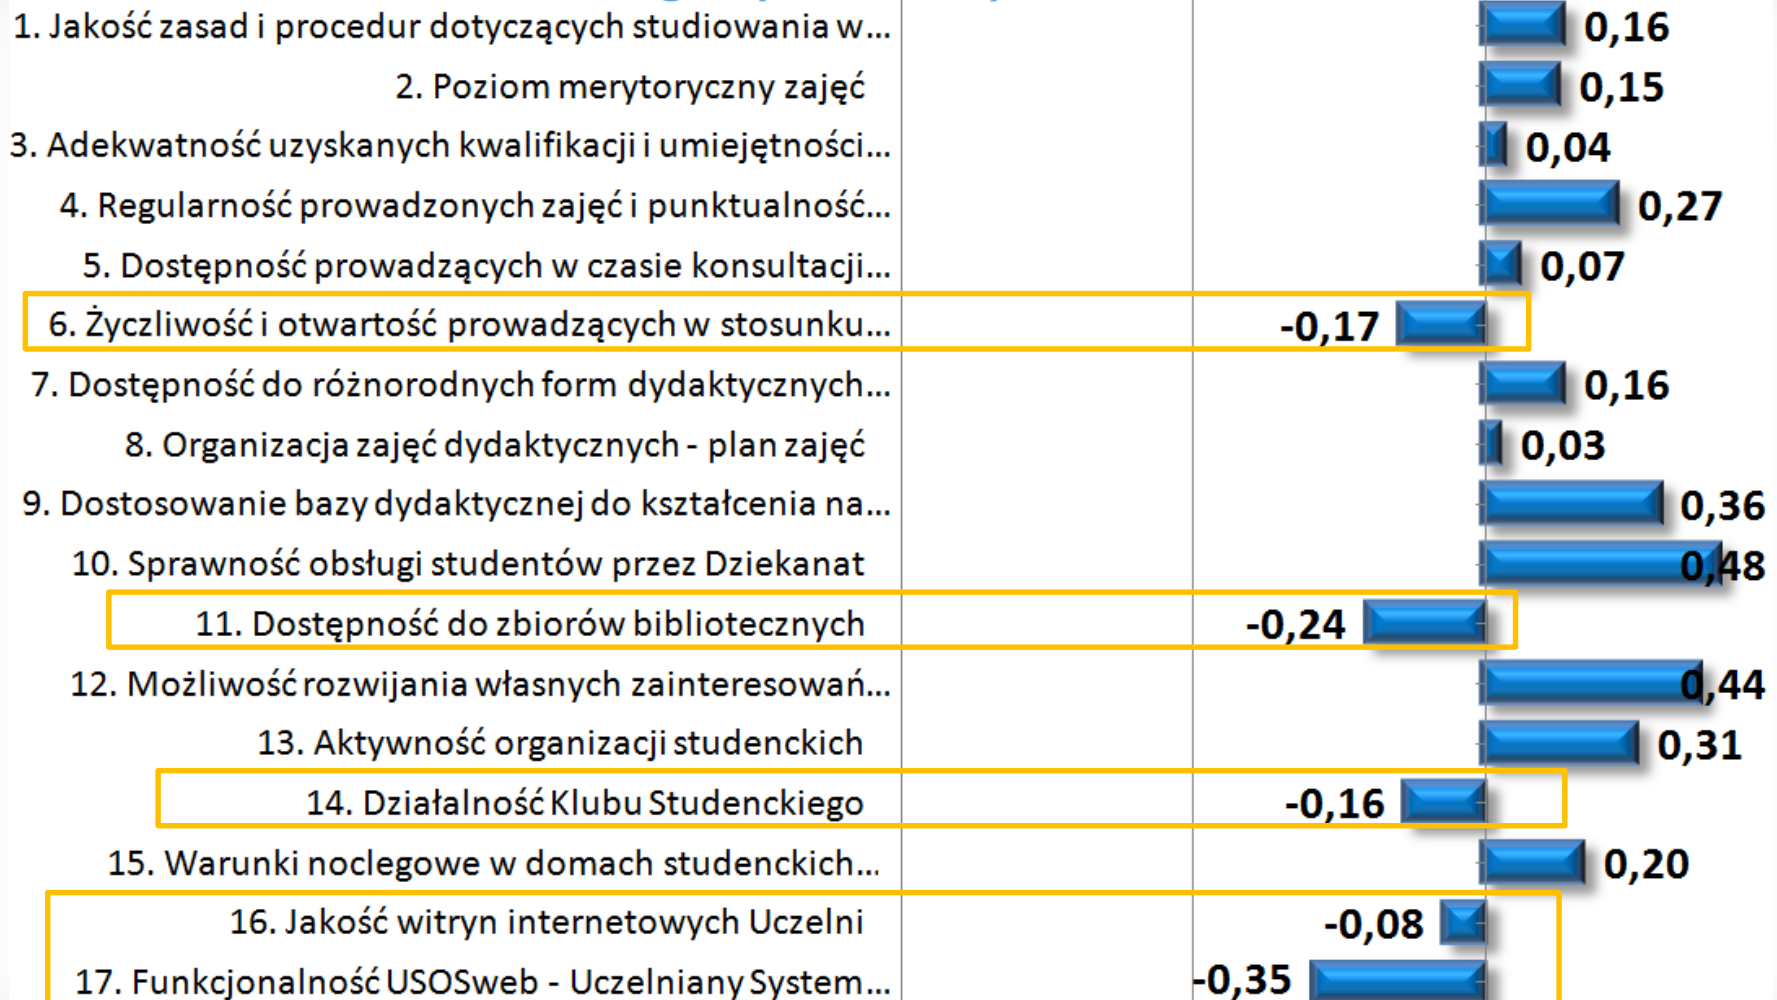 1. Jakość zasad i procedur dotyczących studiowania w... 0,16
2. Poziom merytoryczny zajęć 0,15
3. Adekwatność uzyskanych kwalifikacji i umiejętności... 0,04
4. Regularność prowadzonych zajęć i punktualność... 0,27
5. Dostępność prowadzących w czasie konsultacji... 0,07
6. Życzliwość i otwartość prowadzących w stosunku... -0,17
7. Dostępność do różnorodnych form dydaktycznych... 0,16
8. Organizacja zajęć dydaktycznych - plan zajęć 0,03
9. Dostosowanie bazy dydaktycznej do kształcenia na... 0,36
10. Sprawność obsługi studentów przez Dziekanat 0,48
11. Dostępność do zbiorów bibliotecznych -0,24
12. Możliwość rozwijania własnych zainteresowań... 0,44
13. Aktywność organizacji studenckich 0,31
14. Działalność Klubu Studenckiego -0,16
15. Warunki noclegowe w domach studenckich... 0,20
16. Jakość witryn internetowych Uczelni -0,08
17. Funkcjonalność USOSweb - Uczelniany System... -0,35